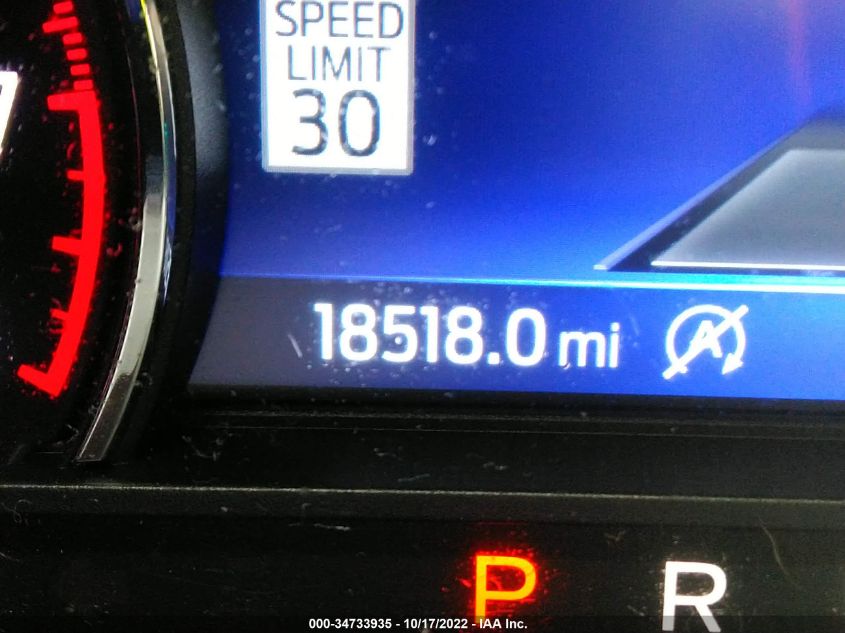 SPEED
LIMIT
30
18518.0 mi
A
P R
000-34733935 - 10/17/2022 - IAA Inc.